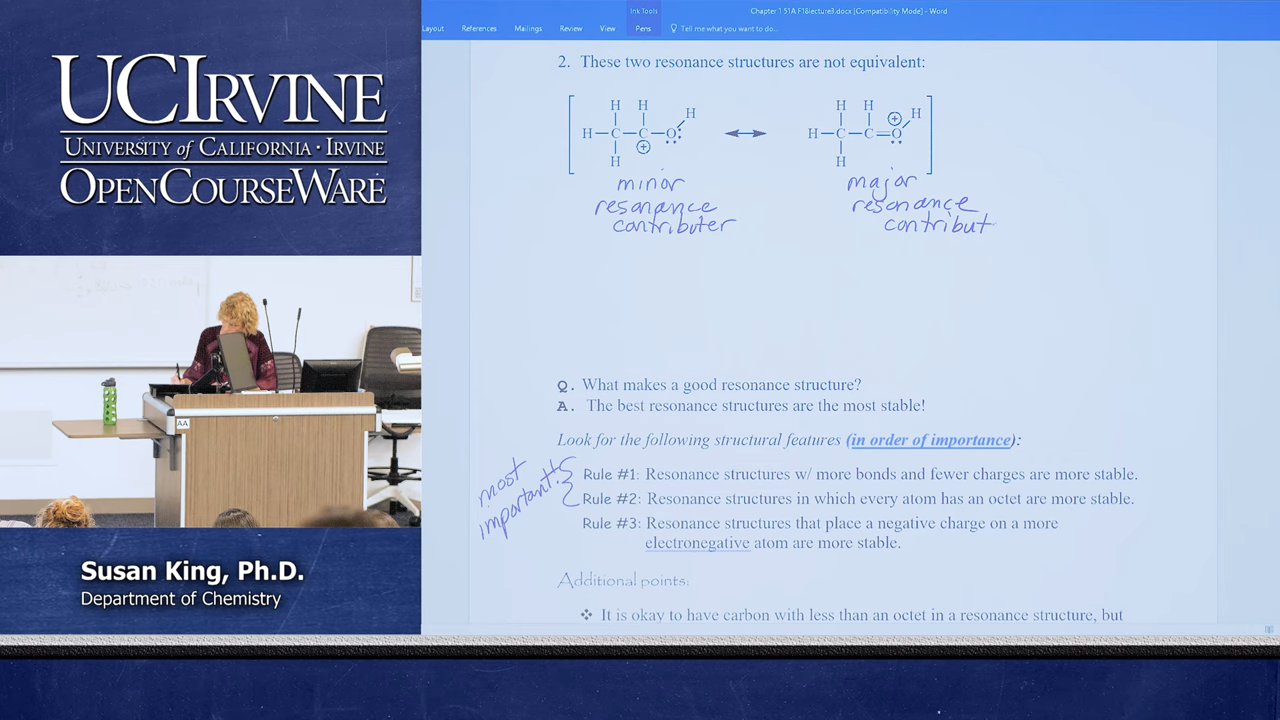 UCIRVINE
UNIVERSITY of CALIFORNIA · IRVINE
OPENCOURSEWARE
Susan King, Ph.D.
Department of Chemistry
AA
Ink Tools
Chapter 1 51A F18lecture3.docx [Compatibility Mode] - Word
Layout References Mailings Review View Pens Tell me what you want to do...
2. These two resonance structures are not equivalent:
H H H H H H
H C C O: H C C O
H + H +
minor major
resonance resonance
contributer contribut
Q. What makes a good resonance structure?
A. The best resonance structures are the most stable!
Look for the following structural features (in order of importance):
most important!
Rule #1: Resonance structures w/ more bonds and fewer charges are more stable.
Rule #2: Resonance structures in which every atom has an octet are more stable.
Rule #3: Resonance structures that place a negative charge on a more
electronegative atom are more stable.
Additional points:
❖ It is okay to have carbon with less than an octet in a resonance structure, but